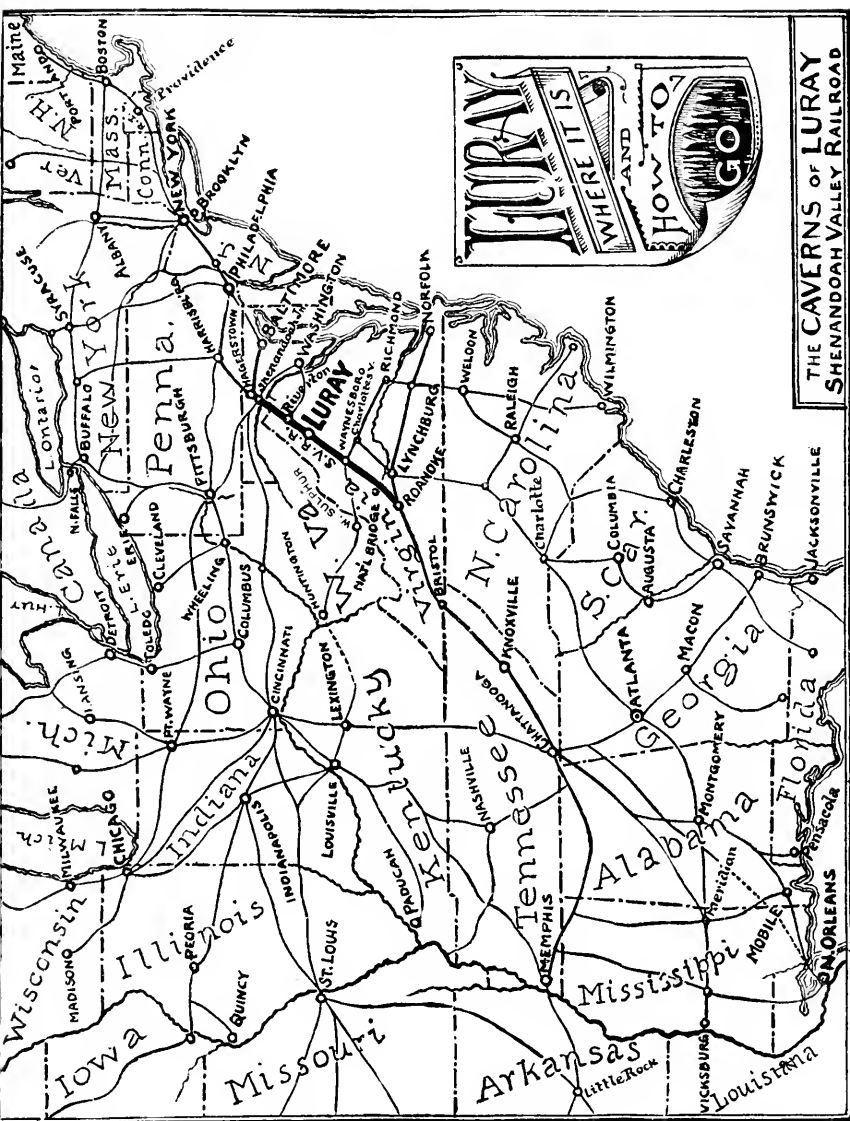 THE CAVERNS OF LURAY
SHENANDOAH VALLEY RAILROAD
LURAY
WHERE IT IS
AND
HOW TO
GO
Maine
PORTLAND
N.H.
Ver
BOSTON
Mass.
Conn.
Providence
NEW YORK
BROOKLYN
ALBANY
SYRACUSE
New York
L. Ontario
BUFFALO
N. FALLS
Canada
L. Erie
ERIE
Penna.
HARRISBURG
PHILADELPHIA
N.J.
PITTSBURGH
HAGERSTOWN
BALTIMORE
Shenandoah Jn
WASHINGTON
Riverton
LURAY
S.V.R.R.
WAYNESBORO
Charlottesv.
RICHMOND
NORFOLK
LYNCHBURG
ROANOKE
NAT'L BRIDGE
W. SULPHUR
W. Va
Virginia
HUNTINGTON
BRISTOL
WELDON
RALEIGH
N. Carolina
WILMINGTON
Charlotte
COLUMBIA
S. Car.
CHARLESTON
AUGUSTA
SAVANNAH
BRUNSWICK
JACKSONVILLE
MACON
ATLANTA
Georgia
Florida
KNOXVILLE
CHATTANOOGA
Tennessee
NASHVILLE
MEMPHIS
MONTGOMERY
Alabama
Pensacola
Meridian
MOBILE
N. ORLEANS
Mississippi
VICKSBURG
Louisiana
Arkansas
Little Rock
L. Hur
DETROIT
LANSING
Mich.
TOLEDO
CLEVELAND
WHEELING
COLUMBUS
Ohio
FT. WAYNE
CINCINNATI
LEXINGTON
Kentucky
LOUISVILLE
PADUCAH
Indiana
INDIANAPOLIS
L. Mich
MILWAUKEE
CHICAGO
Wisconsin
MADISON
Illinois
PEORIA
QUINCY
ST. LOUIS
Iowa
Missouri